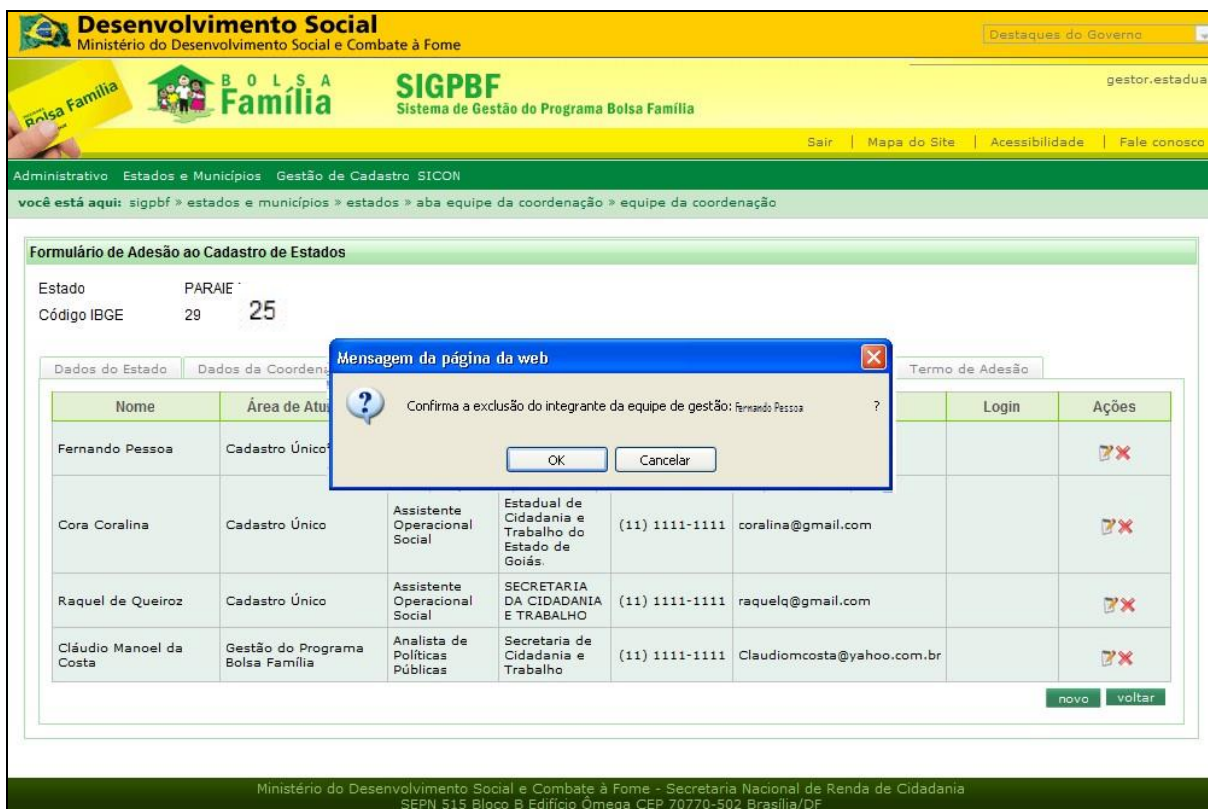 Desenvolvimento Social
Ministério do Desenvolvimento Social e Combate à Fome
Destaques do Governo
Bolsa Família
BOLSA
Família
SIGPBF
Sistema de Gestão do Programa Bolsa Família
gestor.estadua
Sair | Mapa do Site | Acessibilidade | Fale conosco
Administrativo Estados e Municípios Gestão de Cadastro SICON
você está aqui: sigpbf » estados e municípios » estados » aba equipe da coordenação » equipe da coordenação
Formulário de Adesão ao Cadastro de Estados
Estado PARAIE
Código IBGE 29 25
Dados do Estado Dados da Coordena Termo de Adesão
Mensagem da página da web
Confirma a exclusão do integrante da equipe de gestão: Fernando Pessoa ?
OK Cancelar
Nome Área de Atu Login Ações
Fernando Pessoa Cadastro Único
Cora Coralina Cadastro Único Assistente Operacional Social Estadual de Cidadania e Trabalho do Estado de Goiás. (11) 1111-1111 coralina@gmail.com
Raquel de Queiroz Cadastro Único Assistente Operacional Social SECRETARIA DA CIDADANIA E TRABALHO (11) 1111-1111 raquelq@gmail.com
Cláudio Manoel da Costa Gestão do Programa Bolsa Família Analista de Políticas Públicas Secretaria de Cidadania e Trabalho (11) 1111-1111 Claudiomcosta@yahoo.com.br
novo voltar
Ministério do Desenvolvimento Social e Combate à Fome - Secretaria Nacional de Renda de Cidadania
SEPN 515 Bloco B Edifício Ômega CEP 70770-502 Brasília/DF